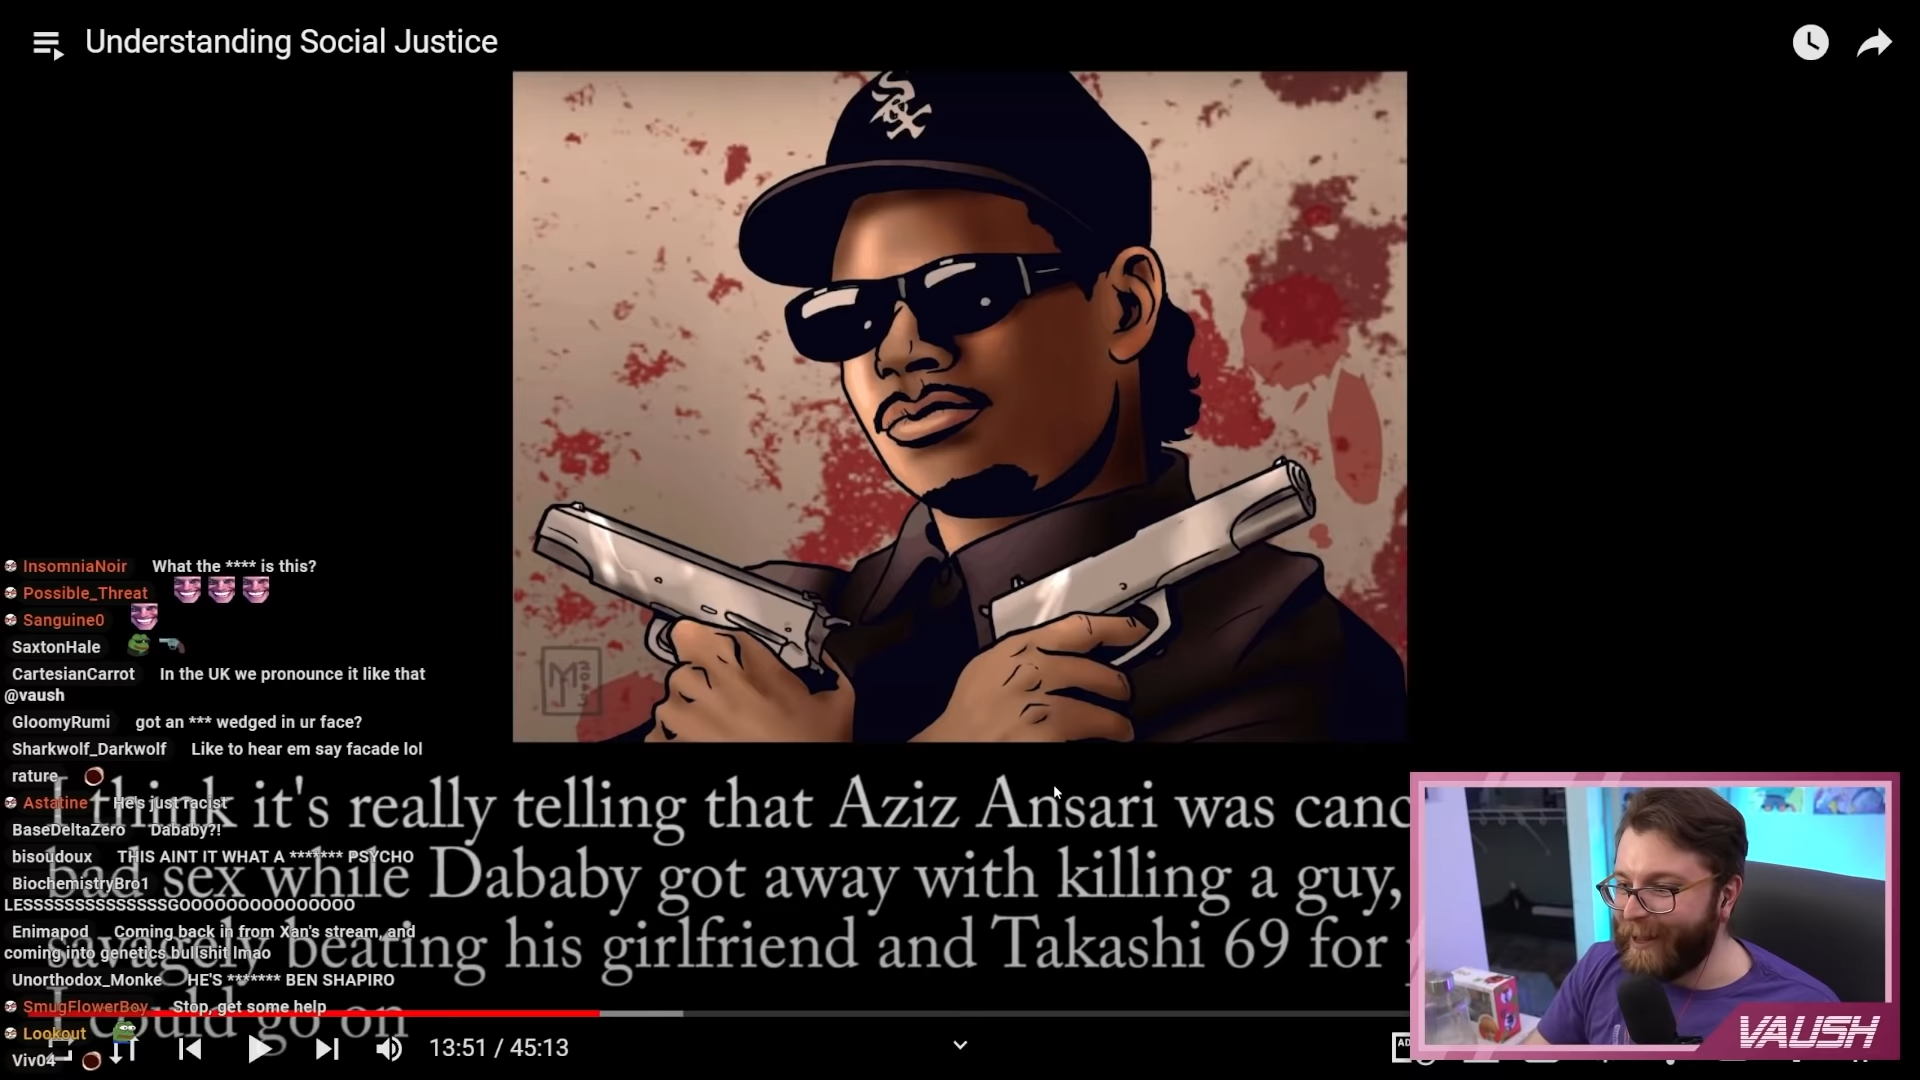 Understanding Social Justice
InsomniaNoir What the **** is this?
Possible_Threat
Sanguine0
SaxtonHale
CartesianCarrot In the UK we pronounce it like that
@vaush
GloomyRumi got an *** wedged in ur face?
Sharkwolf_Darkwolf Like to hear em say facade lol
rature
Astatine He's just racist
BaseDeltaZero Dababy?!
bisoudoux THIS AINT IT WHAT A ******* PSYCHO
BiochemistryBro1
LESSSSSSSSSSSSSGOOOOOOOOOOOOOOO
Enimapod Coming back in from Xan's stream, and
coming into genetics bullshit lmao
Unorthodox_Monke HE'S ******* BEN SHAPIRO
SmugFlowerBoy Stop, get some help
Lookout
Viv04
I think it's really telling that Aziz Ansari was canc
bad sex while Dababy got away with killing a guy,
savagely beating his girlfriend and Takashi 69 for
I could go on
13:51 / 45:13
VAUSH